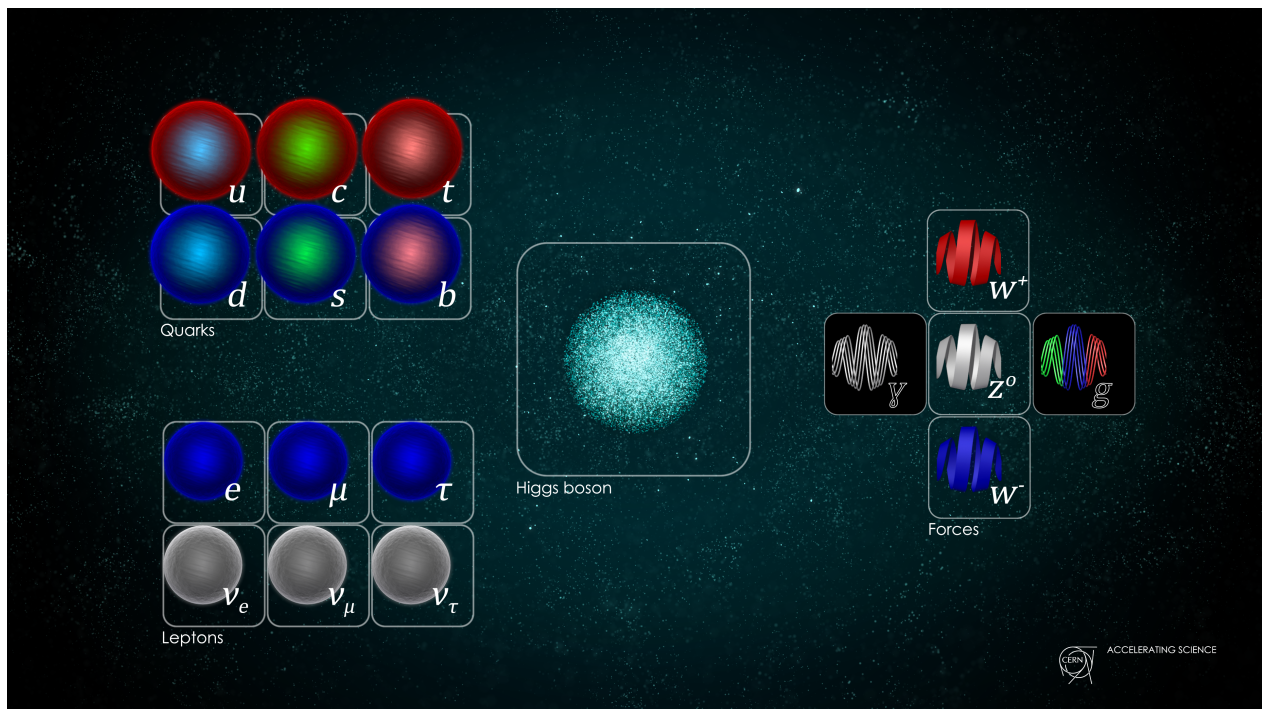 u c t
d s b
Quarks
e μ τ
νe νμ ντ
Leptons
Higgs boson
W+
γ Z0 g
W-
Forces
CERN
ACCELERATING SCIENCE